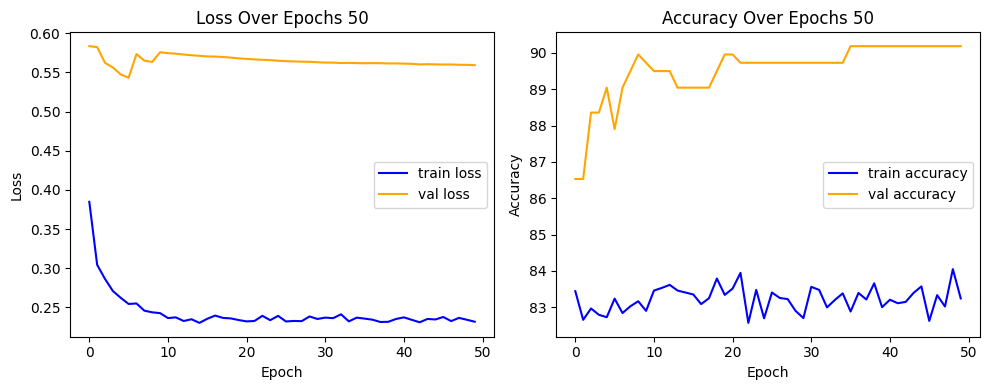 Loss Over Epochs 50
0.60
0.55
0.50
0.45
0.40
0.35
0.30
0.25
Loss
train loss
val loss
0 10 20 30 40 50
Epoch
Accuracy Over Epochs 50
90
89
88
87
86
85
84
83
Accuracy
train accuracy
val accuracy
0 10 20 30 40 50
Epoch